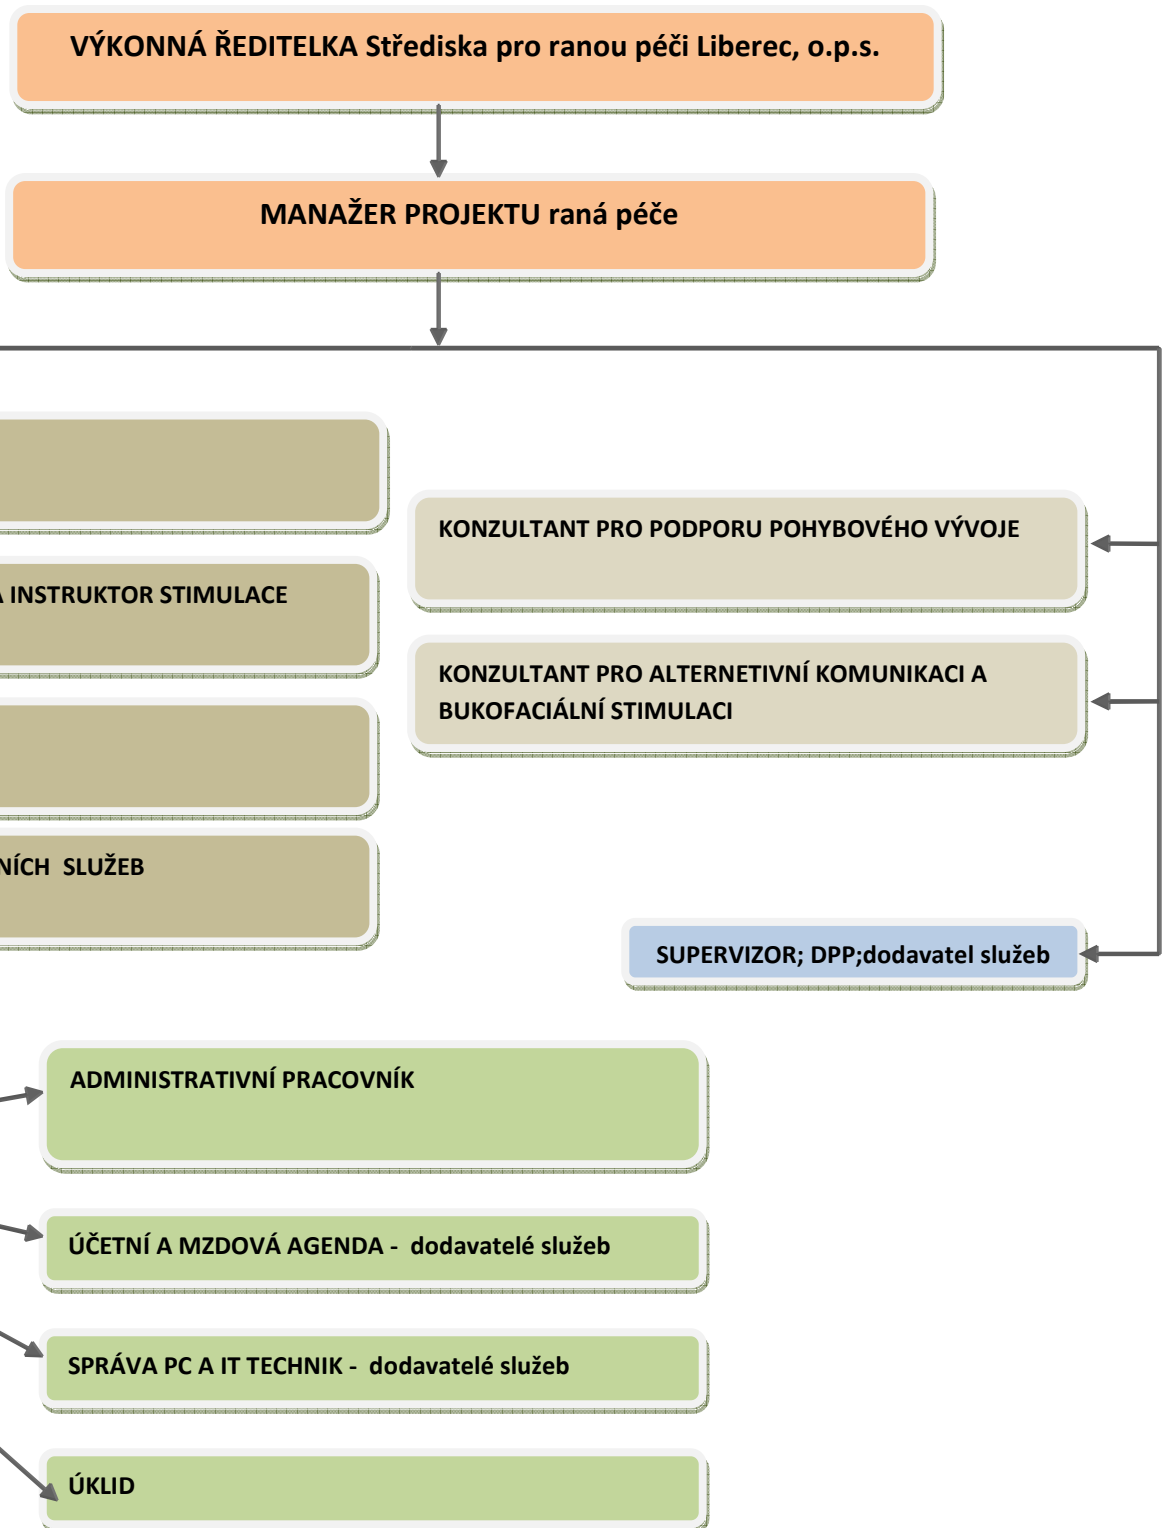 VÝKONNÁ ŘEDITELKA Střediska pro ranou péči Liberec, o.p.s.
MANAŽER PROJEKTU raná péče
KONZULTANT PRO PODPORU POHYBOVÉHO VÝVOJE
A INSTRUKTOR STIMULACE
KONZULTANT PRO ALTERNETIVNÍ KOMUNIKACI A
BUKOFACIÁLNÍ STIMULACI
NÍCH SLUŽEB
SUPERVIZOR; DPP;dodavatel služeb
ADMINISTRATIVNÍ PRACOVNÍK
ÚČETNÍ A MZDOVÁ AGENDA - dodavatelé služeb
SPRÁVA PC A IT TECHNIK - dodavatelé služeb
ÚKLID